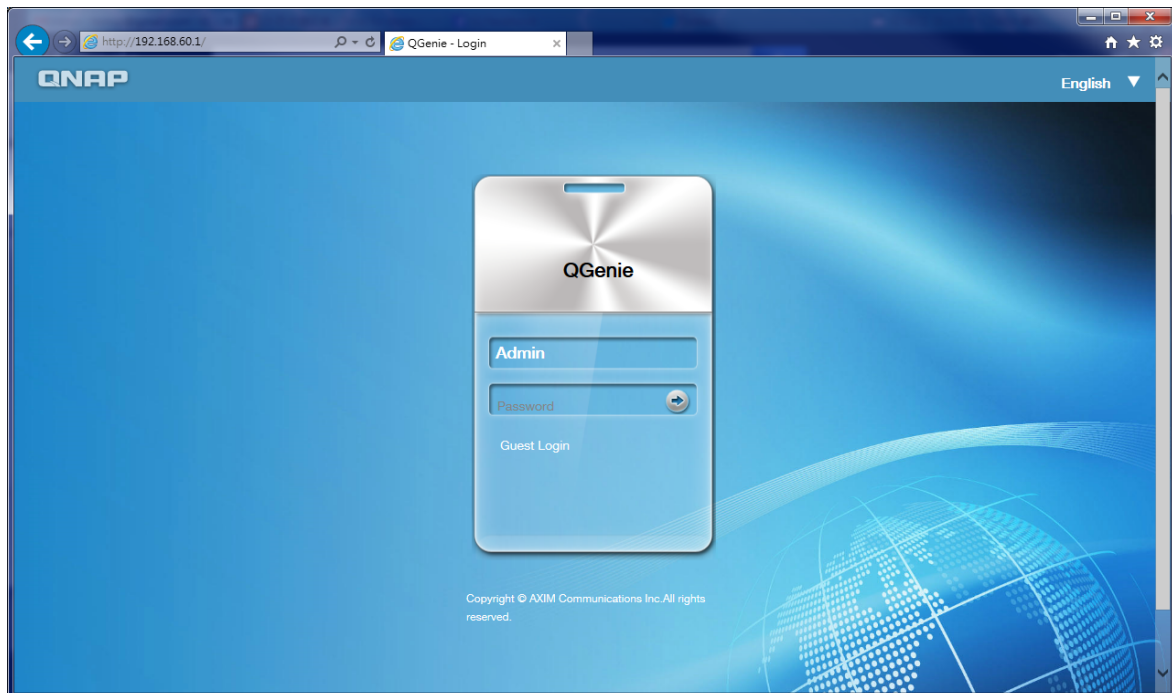 http://192.168.60.1/
QGenie - Login
QNAP
English
QGenie
Admin
Password
Guest Login
Copyright © AXIM Communications Inc.All rights
reserved.